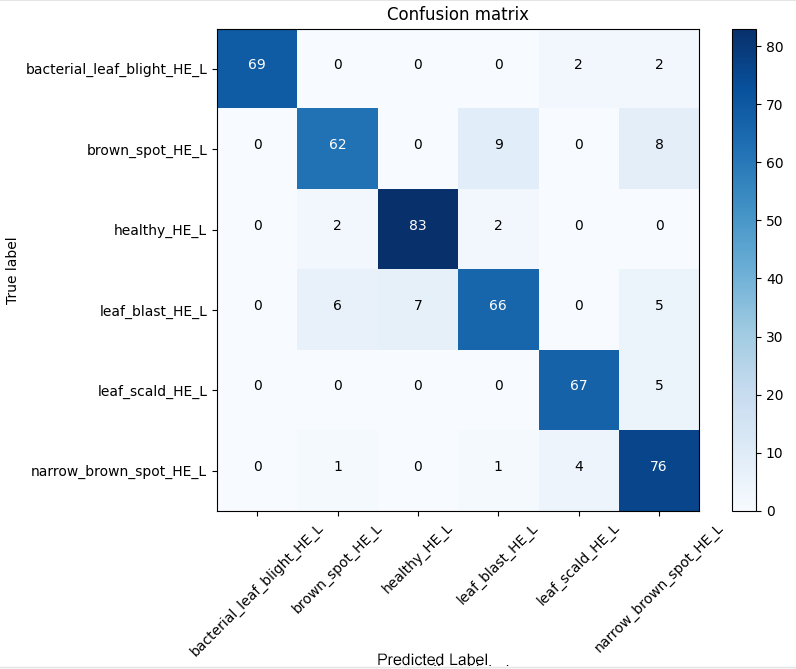 Confusion matrix
bacterial_leaf_blight_HE_L 69 0 0 0 2 2
brown_spot_HE_L 0 62 0 9 0 8
healthy_HE_L 0 2 83 2 0 0
leaf_blast_HE_L 0 6 7 66 0 5
leaf_scald_HE_L 0 0 0 0 67 5
narrow_brown_spot_HE_L 0 1 0 1 4 76
True label
bacterial_leaf_blight_HE_L
brown_spot_HE_L
healthy_HE_L
leaf_blast_HE_L
leaf_scald_HE_L
narrow_brown_spot_HE_L
Predicted Label
80
70
60
50
40
30
20
10
0